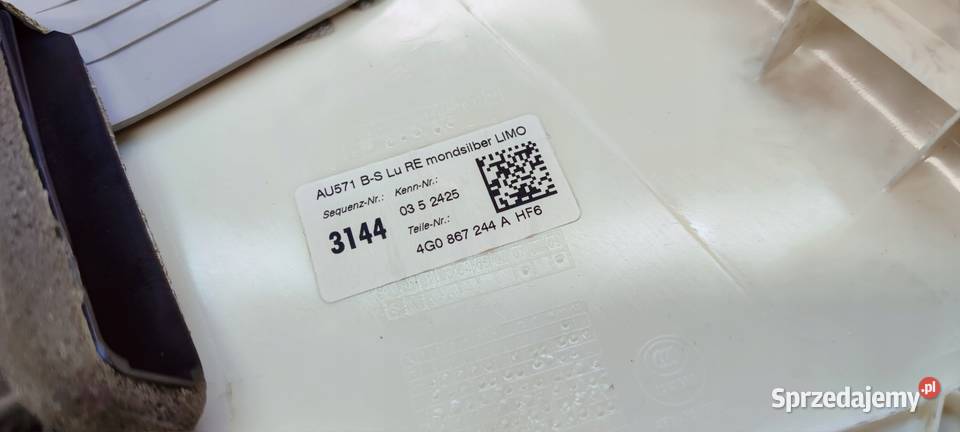 AU571 B-S Lu RE mondsilber LIMO
Sequenz-Nr.: Kenn-Nr.:
3144 03 5 2425
Teile-Nr.:
4G0 867 244 A HF6
Sprzedajemy.pl